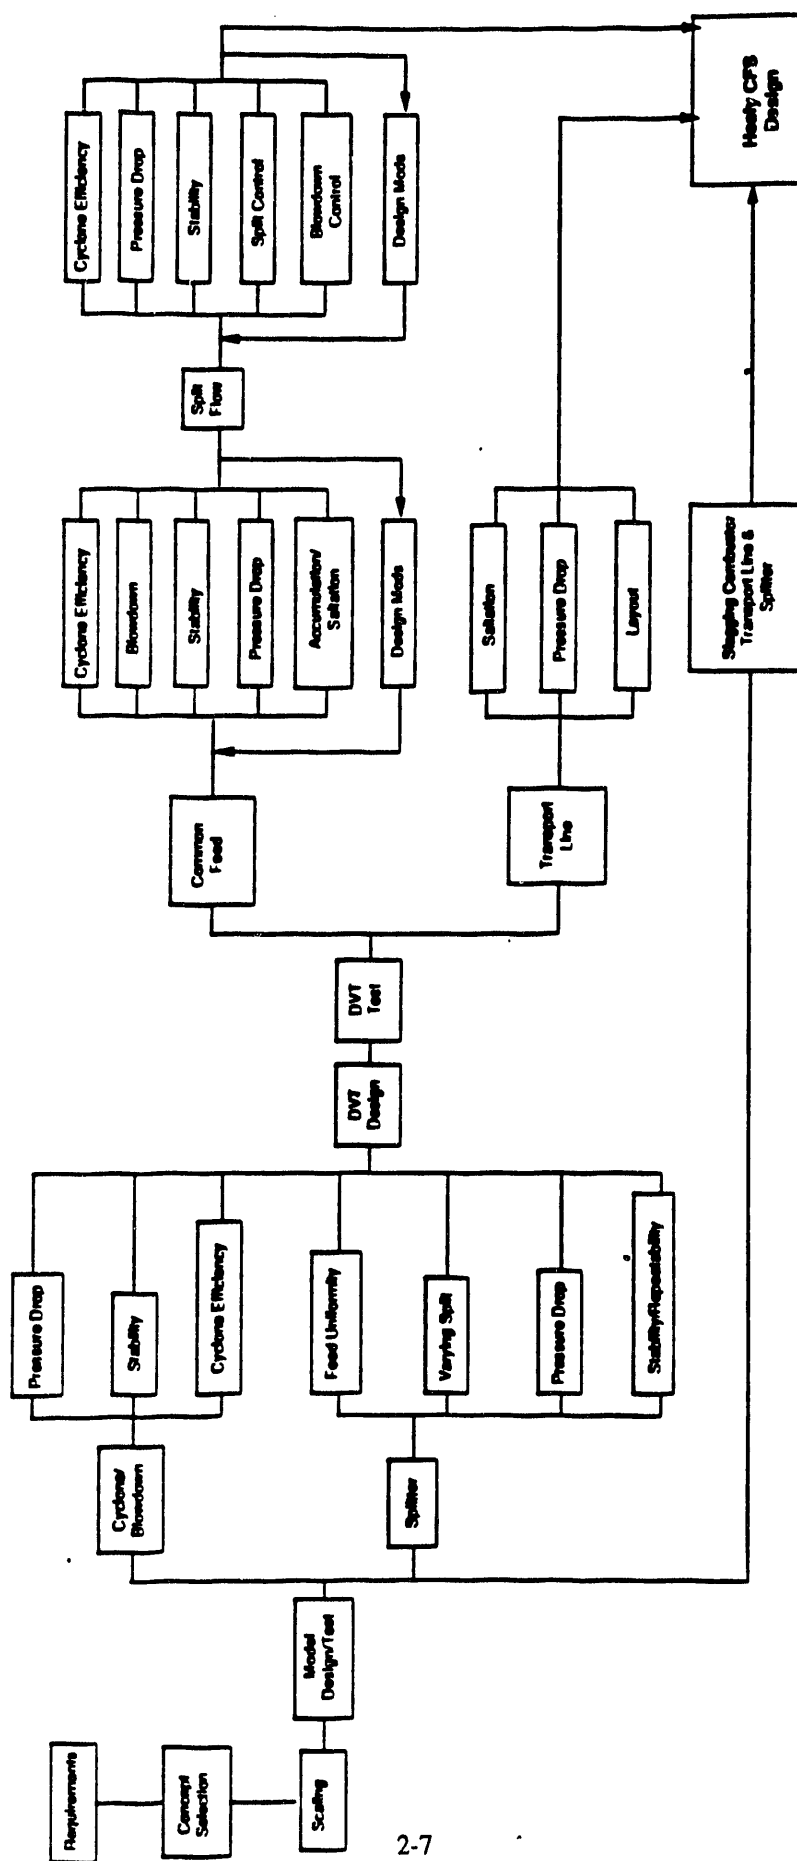 Requirements
Concept
Selection
Scaling
Model
Design/Test
Cyclone/
Blowdown
Splitter
Pressure Drop
Stability
Cyclone Efficiency
Feed Uniformity
Varying Split
Pressure Drop
Stability/Repeatability
DVT
Design
DVT
Test
Common
Feed
Transport
Line
Cyclone Efficiency
Blowdown
Stability
Pressure Drop
Accumulation/
Saltation
Design Mods
Saltation
Pressure Drop
Layout
Slagging Combustor
Transport Line &
Splitter
Split
Flow
Cyclone Efficiency
Pressure Drop
Stability
Split Control
Blowdown
Control
Design Mods
Healy CFS
Design
2-7